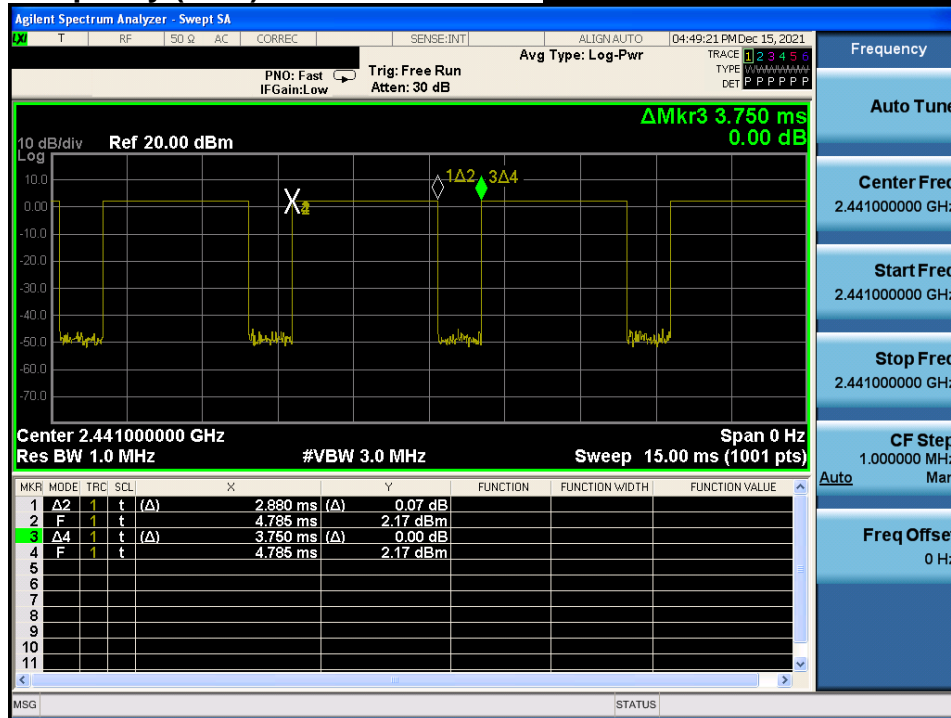 Agilent Spectrum Analyzer - Swept SA
LXI T RF 50 Ω AC CORREC SENSE:INT ALIGN AUTO 04:49:21 PM Dec 15, 2021
Avg Type: Log-Pwr TRACE 1 2 3 4 5 6
PNO: Fast Trig: Free Run TYPE WWWWWW
IFGain:Low Atten: 30 dB DET P P P P P P
ΔMkr3 3.750 ms
0.00 dB
10 dB/div Ref 20.00 dBm
Log
10.0
0.00
-10.0
-20.0
-30.0
-40.0
-50.0
-60.0
-70.0
1Δ2 3Δ4
X
Center 2.441000000 GHz Span 0 Hz
Res BW 1.0 MHz #VBW 3.0 MHz Sweep 15.00 ms (1001 pts)
MKR MODE TRC SCL X Y FUNCTION FUNCTION WIDTH FUNCTION VALUE
1 Δ2 1 t (Δ) 2.880 ms (Δ) 0.07 dB
2 F 1 t 4.785 ms 2.17 dBm
3 Δ4 1 t (Δ) 3.750 ms (Δ) 0.00 dB
4 F 1 t 4.785 ms 2.17 dBm
5
6
7
8
9
10
11
MSG STATUS
Frequency
Auto Tune
Center Freq
2.441000000 GHz
Start Freq
2.441000000 GHz
Stop Freq
2.441000000 GHz
CF Step
1.000000 MHz
Auto Man
Freq Offset
0 Hz